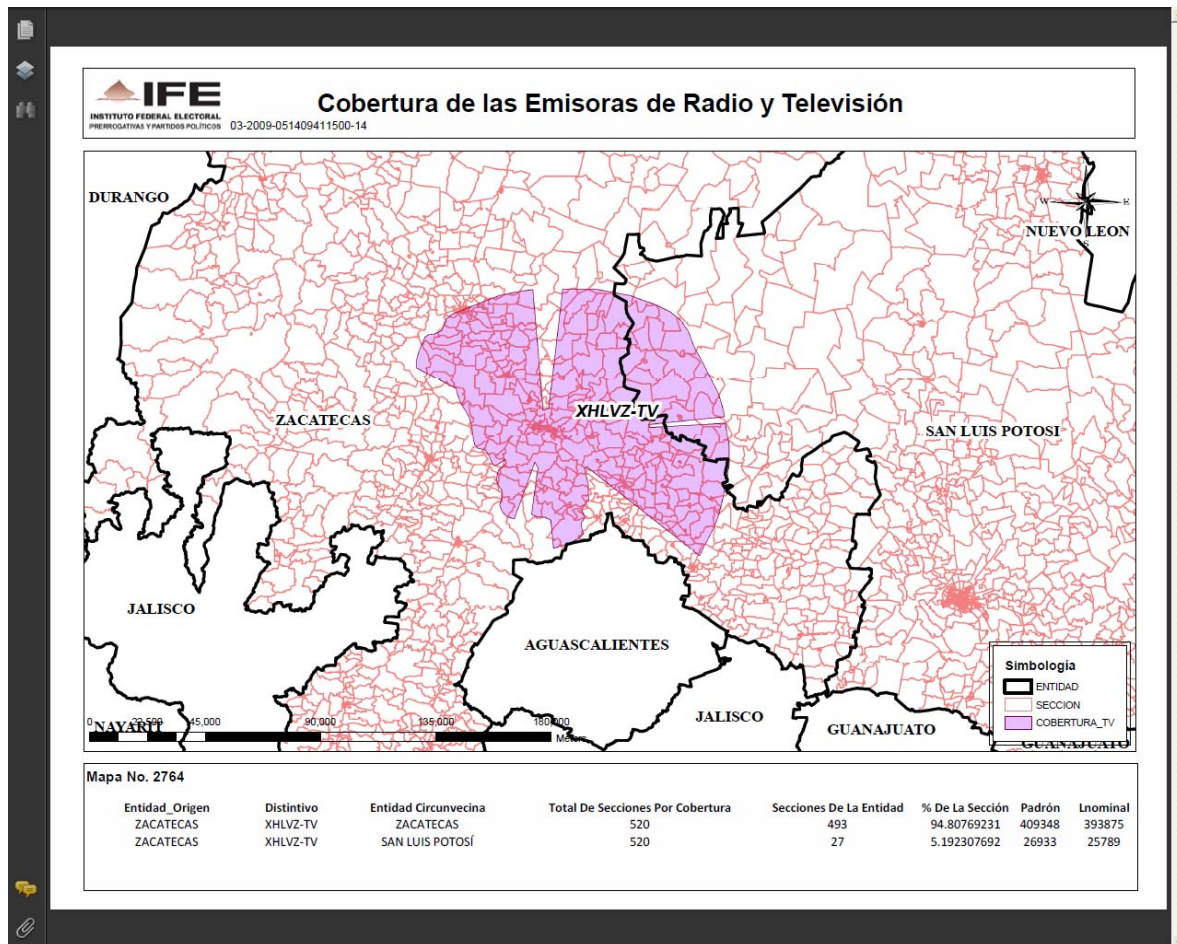 IFE
INSTITUTO FEDERAL ELECTORAL
PRERROGATIVAS Y PARTIDOS POLÍTICOS
03-2009-051409411500-14
Cobertura de las Emisoras de Radio y Televisión
DURANGO
W E
S
NUEVO LEON
ZACATECAS
XHLVZ-TV
SAN LUIS POTOSI
JALISCO
AGUASCALIENTES
JALISCO
GUANAJUATO
GUANAJUATO
NAYARIT
0 22,500 45,000 90,000 135,000 180,000
Meters
Simbología
ENTIDAD
SECCION
COBERTURA_TV
Mapa No. 2764
Entidad_Origen Distintivo Entidad Circunvecina Total De Secciones Por Cobertura Secciones De La Entidad % De La Sección Padrón Lnominal
ZACATECAS XHLVZ-TV ZACATECAS 520 493 94.80769231 409348 393875
ZACATECAS XHLVZ-TV SAN LUIS POTOSÍ 520 27 5.192307692 26933 25789